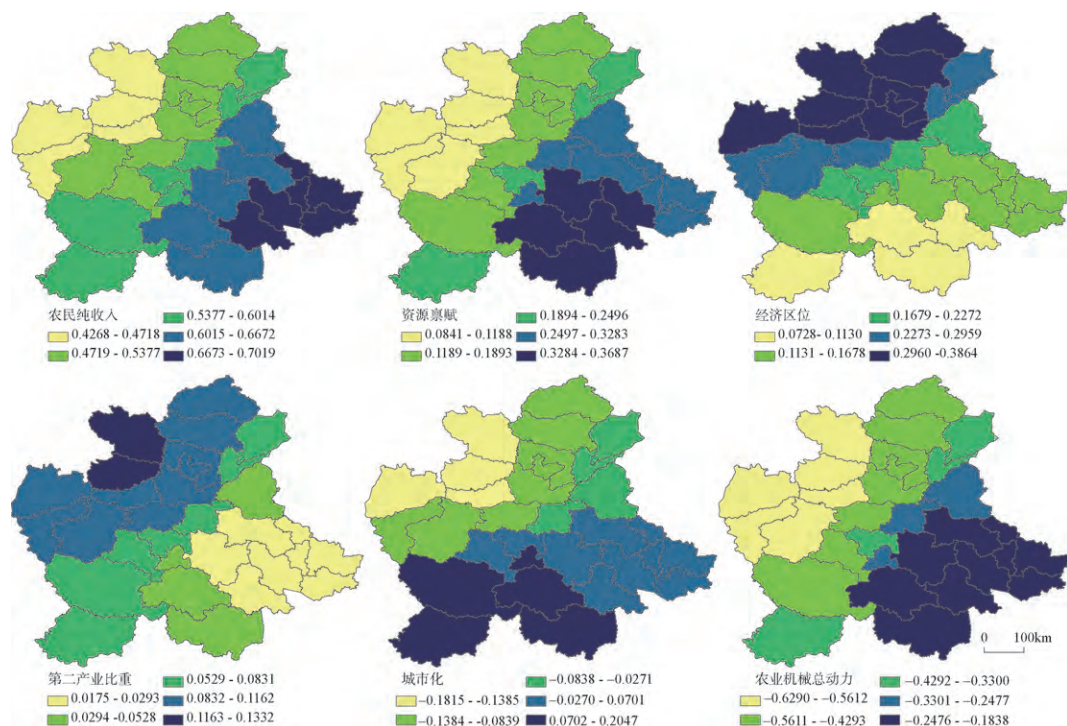 农民纯收入
0.4268 - 0.4718
0.4719 - 0.5377
0.5377 - 0.6014
0.6015 - 0.6672
0.6673 - 0.7019
资源禀赋
0.0841 - 0.1188
0.1189 - 0.1893
0.1894 - 0.2496
0.2497 - 0.3283
0.3284 - 0.3687
经济区位
0.0728- 0.1130
0.1131 - 0.1678
0.1679 - 0.2272
0.2273 - 0.2959
0.2960 -0.3864
第二产业比重
0.0175 - 0.0293
0.0294 - 0.0528
0.0529 - 0.0831
0.0832 - 0.1162
0.1163 - 0.1332
城市化
−0.1815 - -0.1385
−0.1384 - -0.0839
−0.0838 - -0.0271
−0.0270 - 0.0701
0.0702 - 0.2047
农业机械总动力
−0.6290 - -0.5612
−0.5611 - -0.4293
−0.4292 - -0.3300
−0.3301 - -0.2477
−0.2476 - -0.1838
0 100km